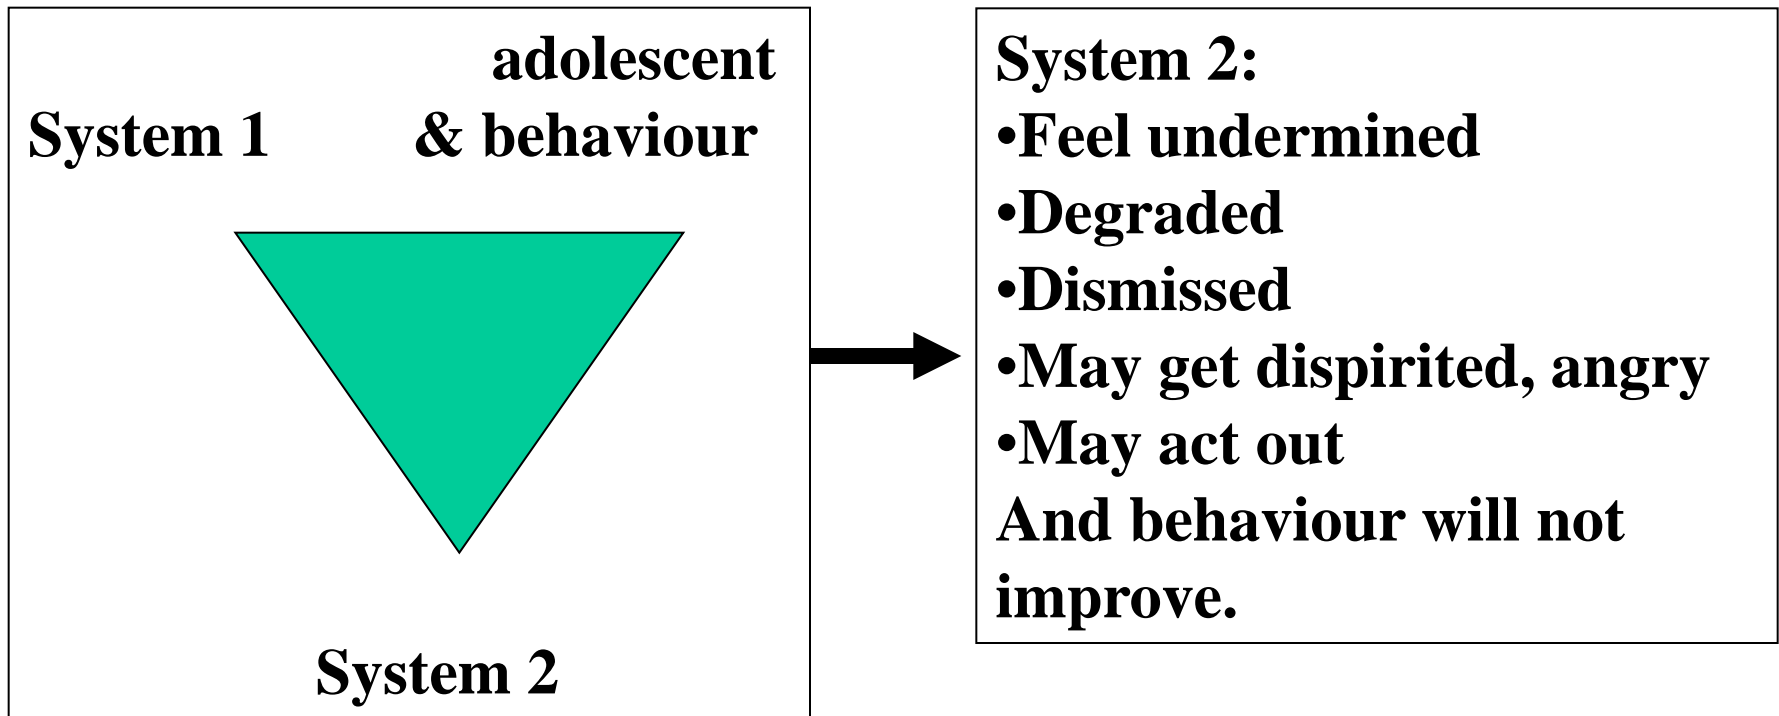 adolescent
System 1 & behaviour
System 2
System 2:
•Feel undermined
•Degraded
•Dismissed
•May get dispirited, angry
•May act out
And behaviour will not
improve.